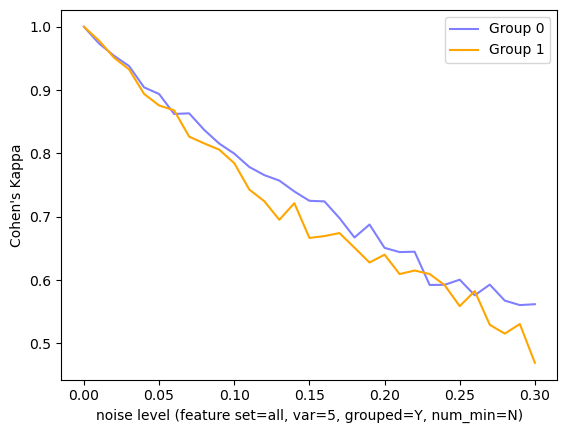 Group 0
Group 1
1.0
0.9
0.8
0.7
0.6
0.5
Cohen's Kappa
0.00 0.05 0.10 0.15 0.20 0.25 0.30
noise level (feature set=all, var=5, grouped=Y, num_min=N)